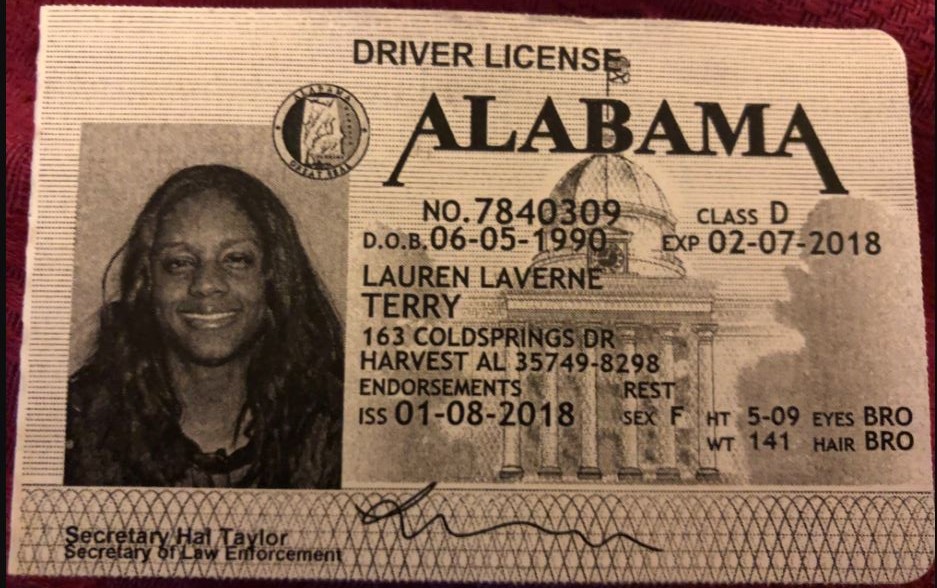 DRIVER LICENSE
ALABAMA
ALABAMA
GREAT SEAL
NO. 7840309 CLASS D
D.O.B. 06-05-1990 EXP 02-07-2018
LAUREN LAVERNE
TERRY
163 COLDSPRINGS DR
HARVEST AL 35749-8298
ENDORSEMENTS REST
ISS 01-08-2018 SEX F HT 5-09 EYES BRO
WT 141 HAIR BRO
Secretary Hal Taylor
Secretary of Law Enforcement